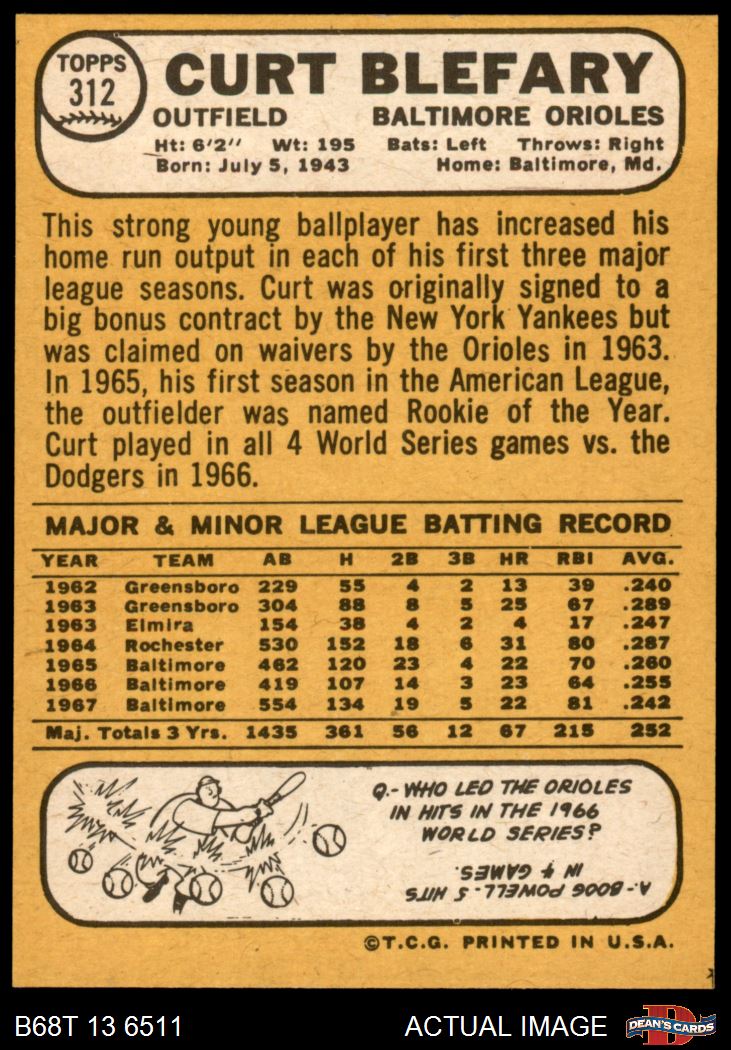 TOPPS
312
CURT BLEFARY
OUTFIELD BALTIMORE ORIOLES
Ht: 6'2" Wt: 195 Bats: Left Throws: Right
Born: July 5, 1943 Home: Baltimore, Md.
This strong young ballplayer has increased his
home run output in each of his first three major
league seasons. Curt was originally signed to a
big bonus contract by the New York Yankees but
was claimed on waivers by the Orioles in 1963.
In 1965, his first season in the American League,
the outfielder was named Rookie of the Year.
Curt played in all 4 World Series games vs. the
Dodgers in 1966.
MAJOR & MINOR LEAGUE BATTING RECORD
YEAR TEAM AB H 2B 3B HR RBI AVG.
1962 Greensboro 229 55 4 2 13 39 .240
1963 Greensboro 304 88 8 5 25 67 .289
1963 Elmira 154 38 4 2 4 17 .247
1964 Rochester 530 152 18 6 31 80 .287
1965 Baltimore 462 120 23 4 22 70 .260
1966 Baltimore 419 107 14 3 23 64 .255
1967 Baltimore 554 134 19 5 22 81 .242
Maj. Totals 3 Yrs. 1435 361 56 12 67 215 252
Q.-WHO LED THE ORIOLES
IN HITS IN THE 1966
WORLD SERIES?
A.-BOOG POWELL-5 HITS
IN 4 GAMES.
©T.C.G. PRINTED IN U.S.A.
B68T 13 6511 ACTUAL IMAGE
D
DEAN'S CARDS